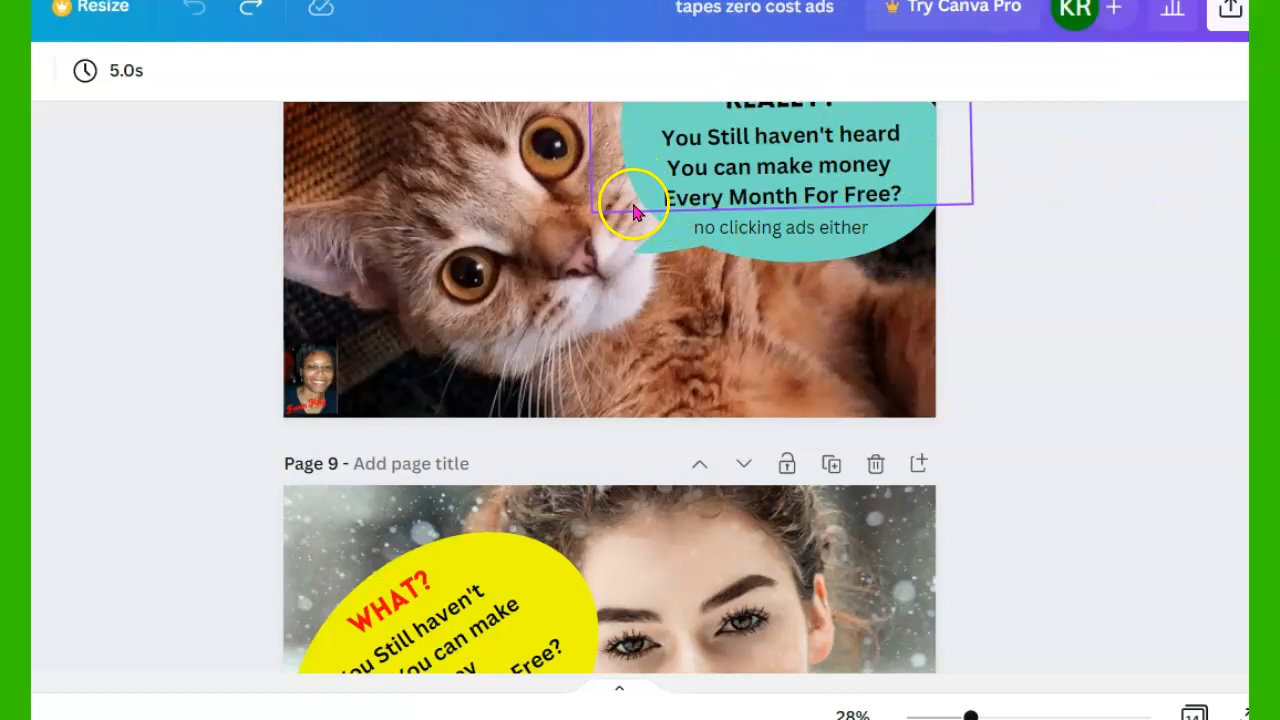 Resize
tapes zero cost ads
Try Canva Pro
KR
5.0s
REALLY?
You Still haven't heard
You can make money
Every Month For Free?
no clicking ads either
Page 9 - Add page title
WHAT?
You Still haven't
You can make
Free?
28%
14